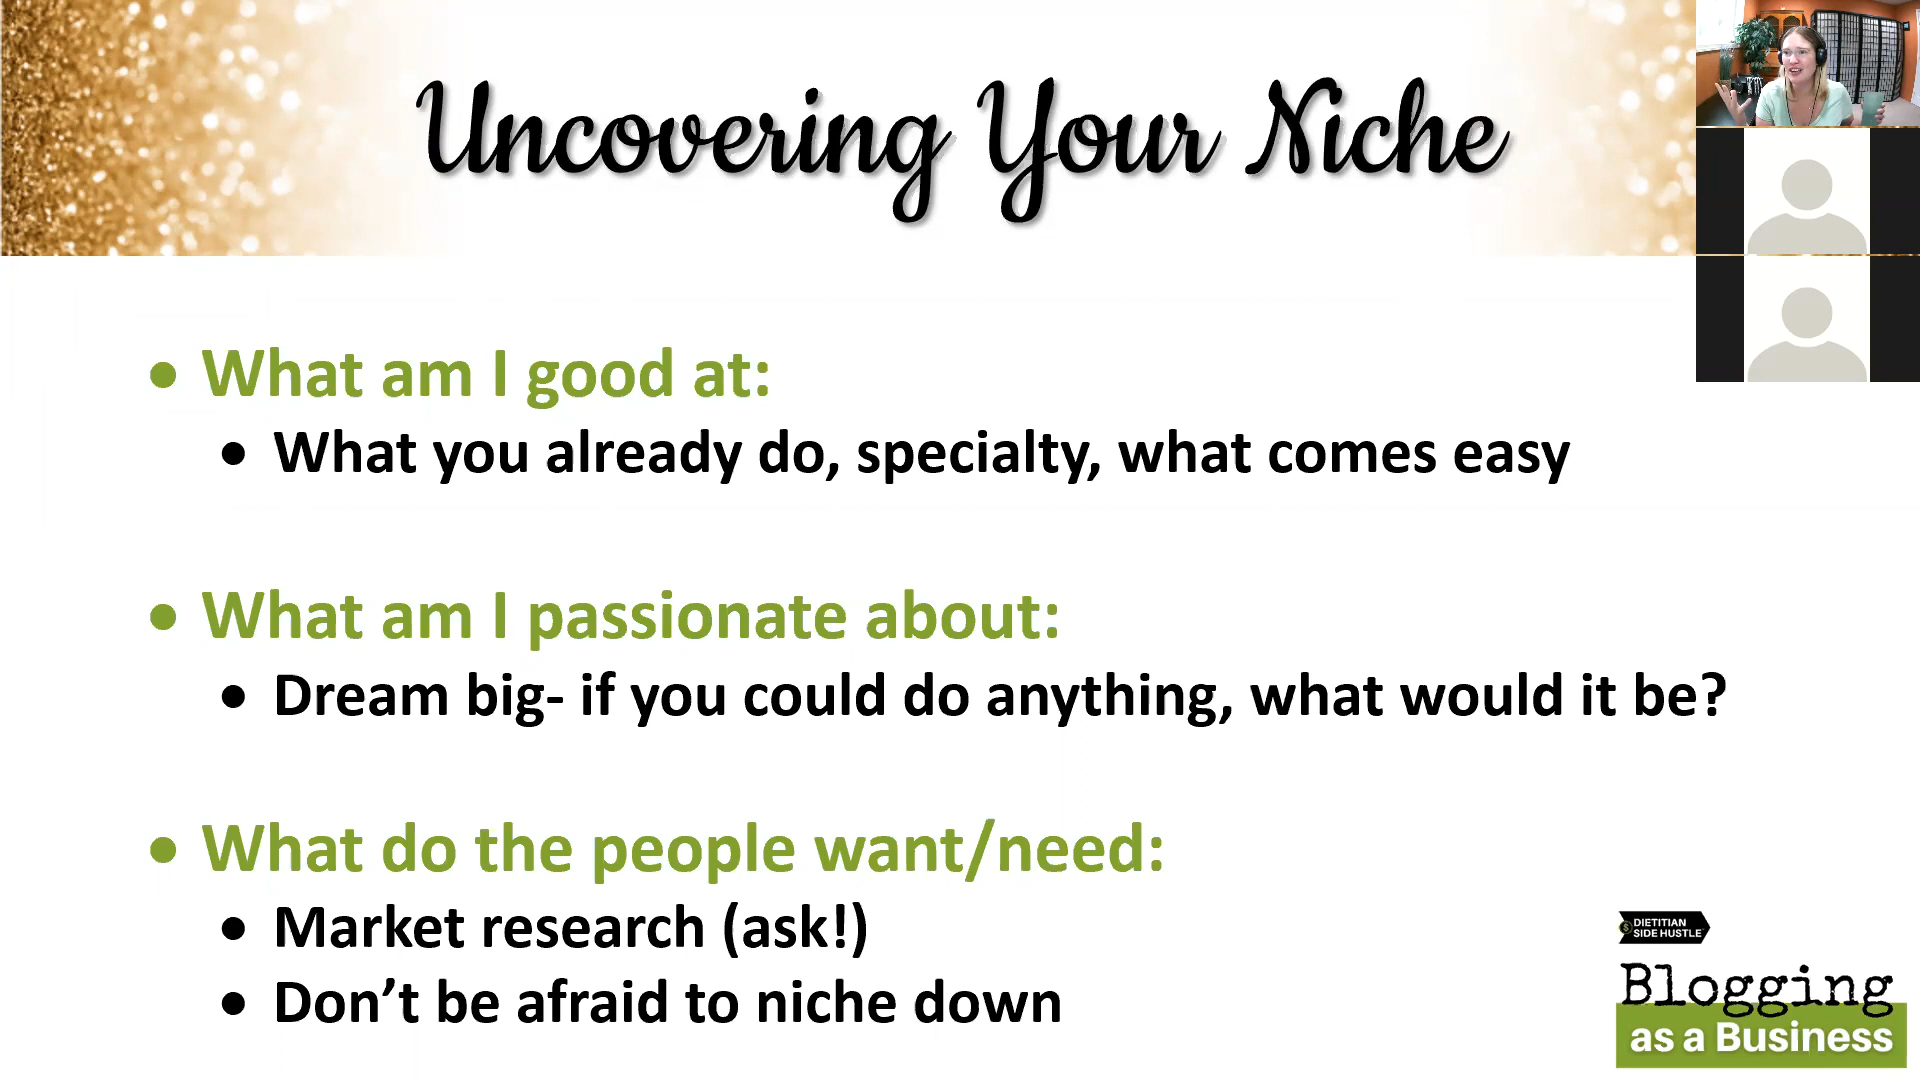 Uncovering Your Niche
• What am I good at:
• What you already do, specialty, what comes easy
• What am I passionate about:
• Dream big- if you could do anything, what would it be?
• What do the people want/need:
• Market research (ask!)
• Don’t be afraid to niche down
$ DIETITIAN
SIDE HUSTLE
Blogging
as a Business